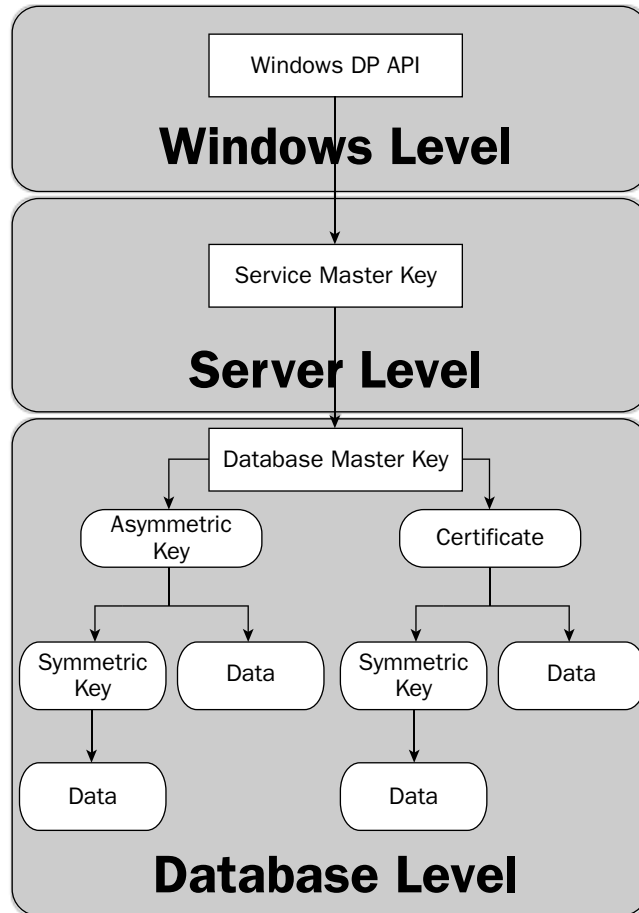 Windows DP API
Windows Level
Service Master Key
Server Level
Database Master Key
Asymmetric
Key
Certificate
Symmetric
Key
Data
Symmetric
Key
Data
Data
Data
Database Level